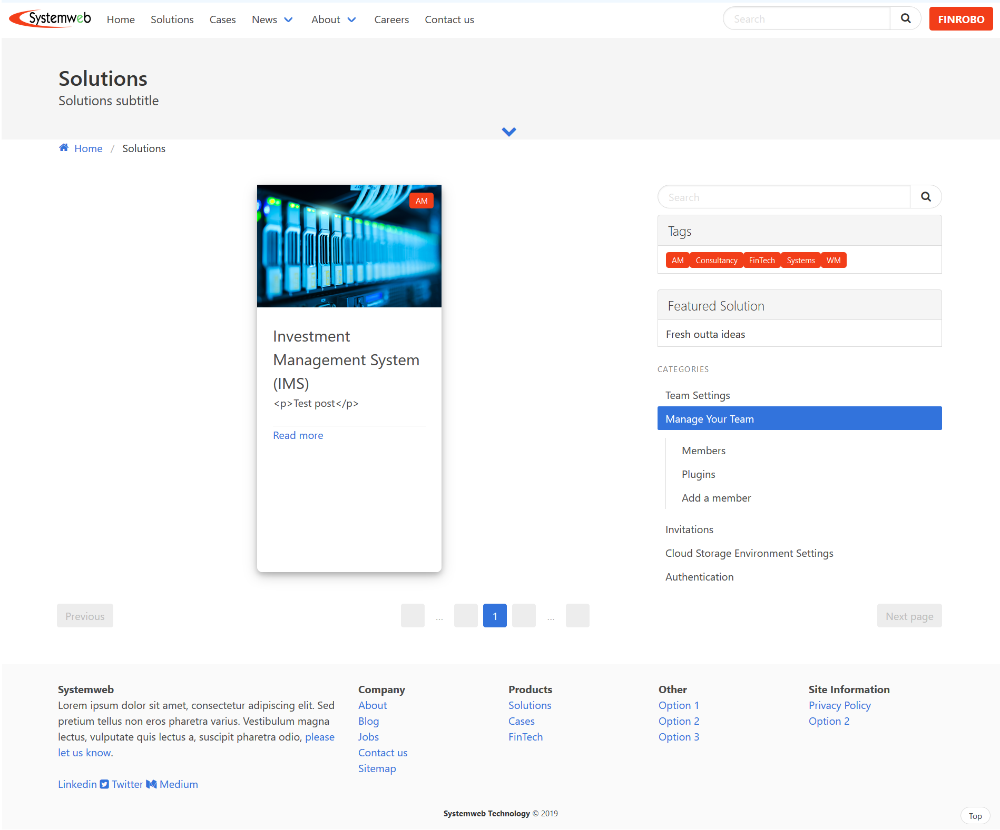 Systemweb Home Solutions Cases News About Careers Contact us Search FINROBO
Solutions
Solutions subtitle
Home / Solutions
AM
Investment
Management System
(IMS)
<p>Test post</p>
Read more
Search
Tags
AM Consultancy FinTech Systems WM
Featured Solution
Fresh outta ideas
CATEGORIES
Team Settings
Manage Your Team
Members
Plugins
Add a member
Invitations
Cloud Storage Environment Settings
Authentication
Previous ... 1 ... Next page
Systemweb
Lorem ipsum dolor sit amet, consectetur adipiscing elit. Sed
pretium tellus non eros pharetra varius. Vestibulum magna
lectus, vulputate quis lectus a, suscipit pharetra odio, please
let us know.
Linkedin Twitter Medium
Company
About
Blog
Jobs
Contact us
Sitemap
Products
Solutions
Cases
FinTech
Other
Option 1
Option 2
Option 3
Site Information
Privacy Policy
Option 2
Systemweb Technology © 2019
Top